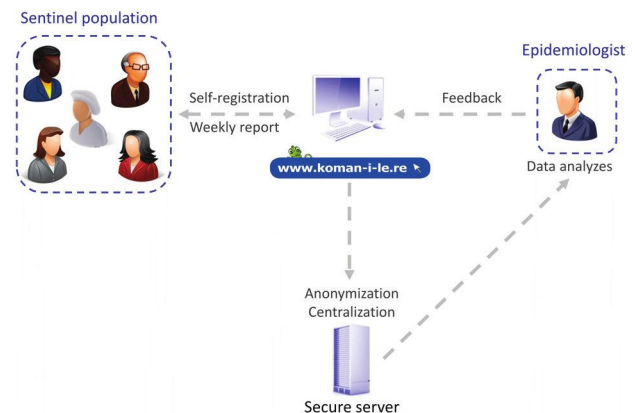 Sentinel population
Epidemiologist
Self-registration
Weekly report
Feedback
www.koman-i-le.re
Data analyzes
Anonymization
Centralization
Secure server